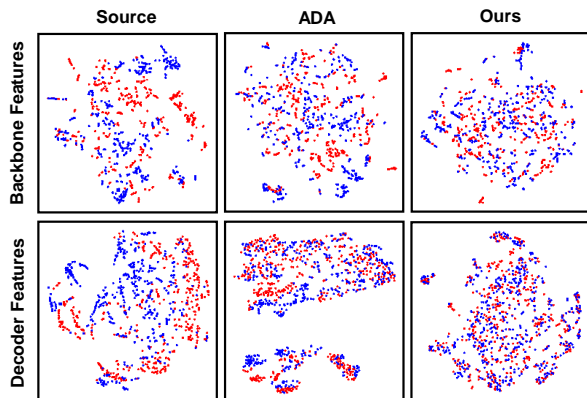 Source
ADA
Ours
Backbone Features
Decoder Features